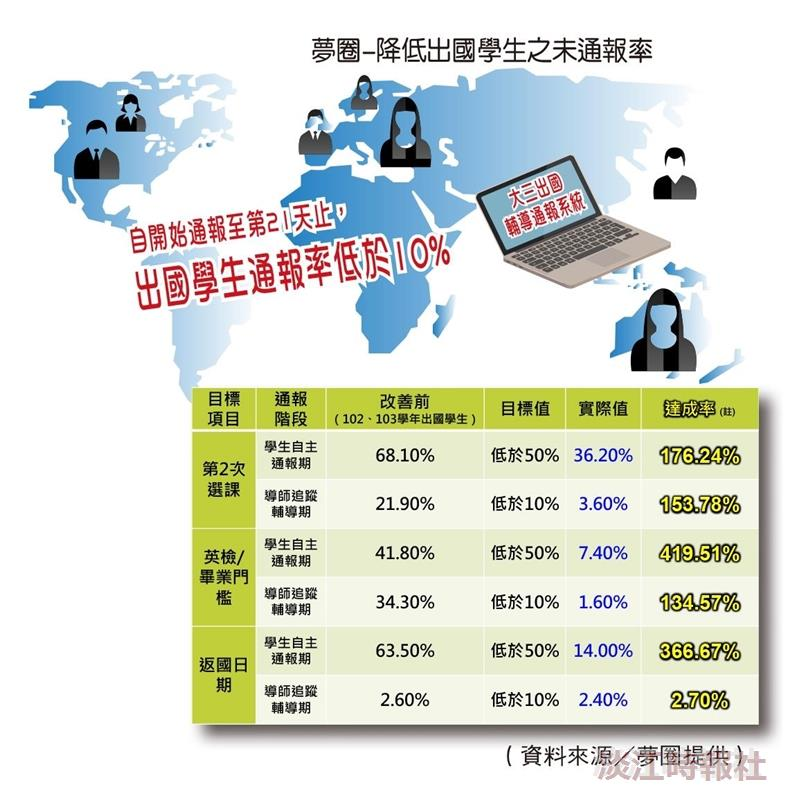 夢圈-降低出國學生之未通報率
大三出國
輔導通報系統
自開始通報至第21天止，
出國學生通報率低於10%
目標項目 通報階段 改善前（102、103學年出國學生） 目標值 實際值 達成率(註)
第2次選課 學生自主通報期 68.10% 低於50% 36.20% 176.24%
導師追蹤輔導期 21.90% 低於10% 3.60% 153.78%
英檢/畢業門檻 學生自主通報期 41.80% 低於50% 7.40% 419.51%
導師追蹤輔導期 34.30% 低於10% 1.60% 134.57%
返國日期 學生自主通報期 63.50% 低於50% 14.00% 366.67%
導師追蹤輔導期 2.60% 低於10% 2.40% 2.70%
（資料來源／夢圈提供）
淡江時報社